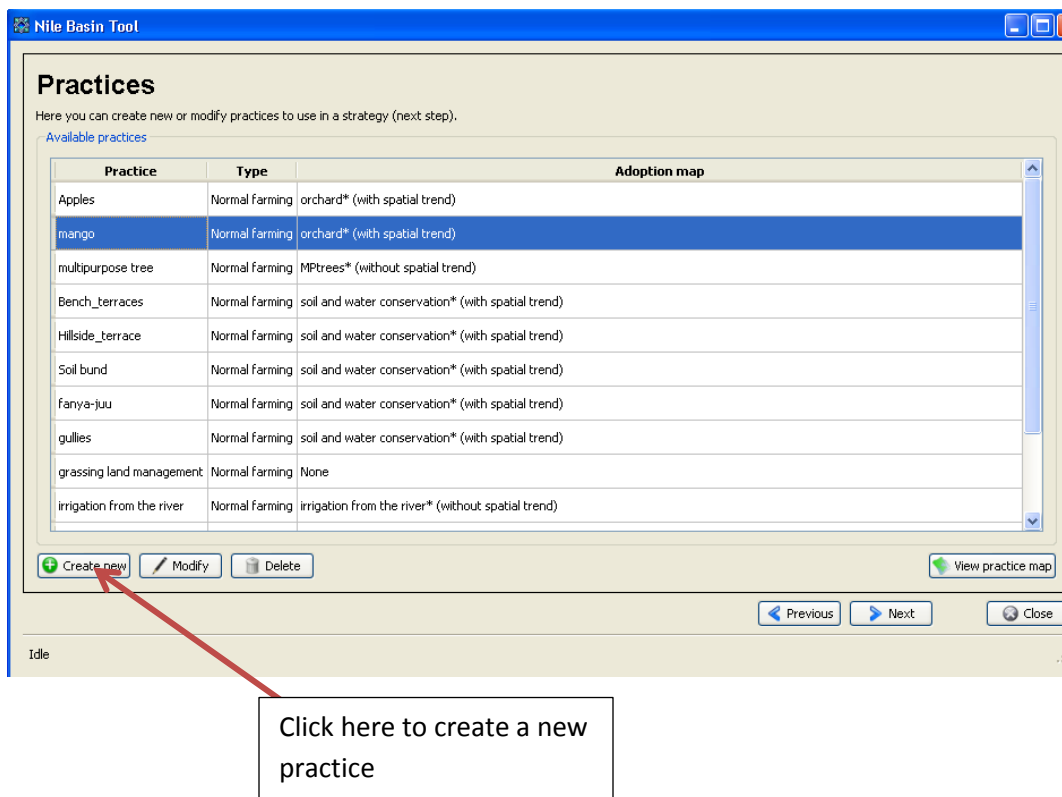 Nile Basin Tool
Practices
Here you can create new or modify practices to use in a strategy (next step).
Available practices
Practice Type Adoption map
Apples Normal farming orchard* (with spatial trend)
mango Normal farming orchard* (with spatial trend)
multipurpose tree Normal farming MPtrees* (without spatial trend)
Bench_terraces Normal farming soil and water conservation* (with spatial trend)
Hillside_terrace Normal farming soil and water conservation* (with spatial trend)
Soil bund Normal farming soil and water conservation* (with spatial trend)
fanya-juu Normal farming soil and water conservation* (with spatial trend)
gullies Normal farming soil and water conservation* (with spatial trend)
grassing land management Normal farming None
irrigation from the river Normal farming irrigation from the river* (without spatial trend)
Create new Modify Delete View practice map
Previous Next Close
Idle
Click here to create a new
practice